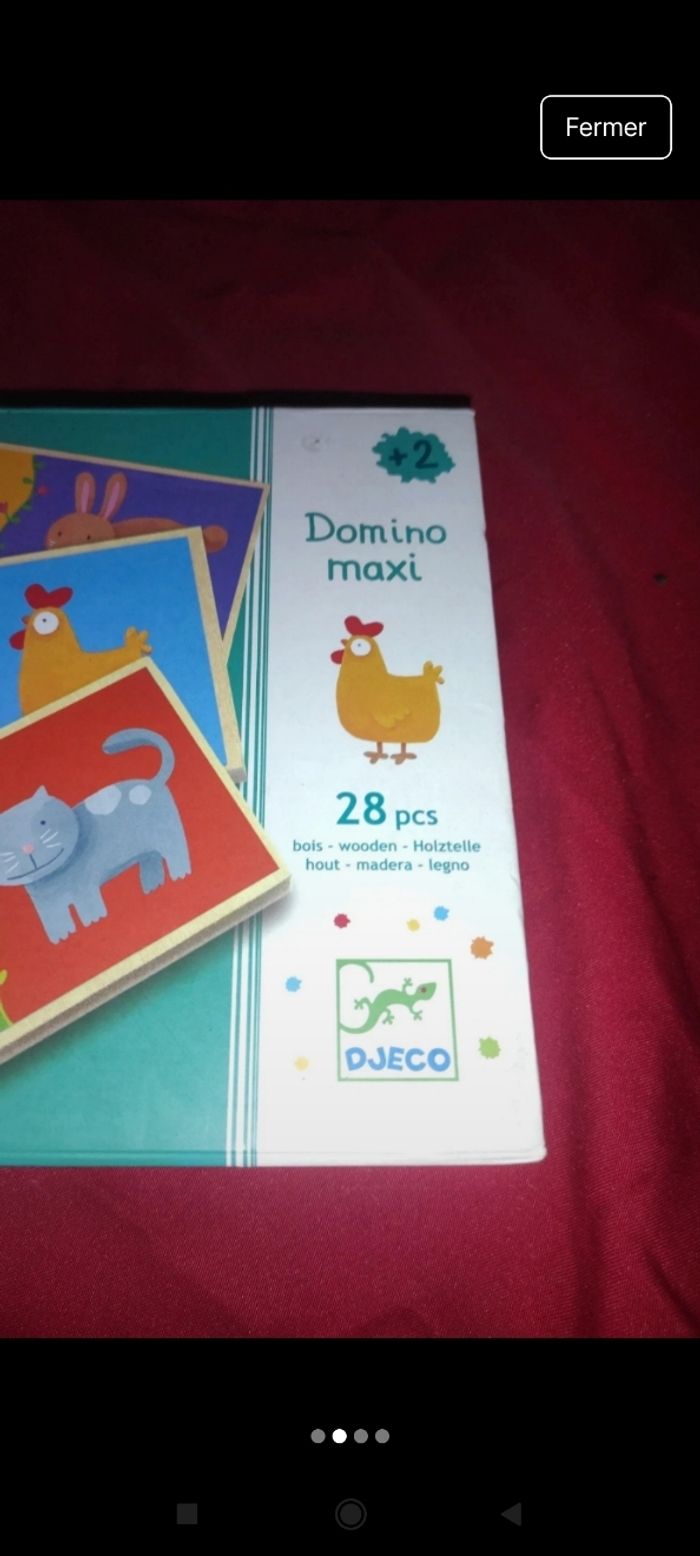 Fermer
+2
Domino
maxi
28 pcs
bois - wooden - Holztelle
hout - madera - legno
DJECO